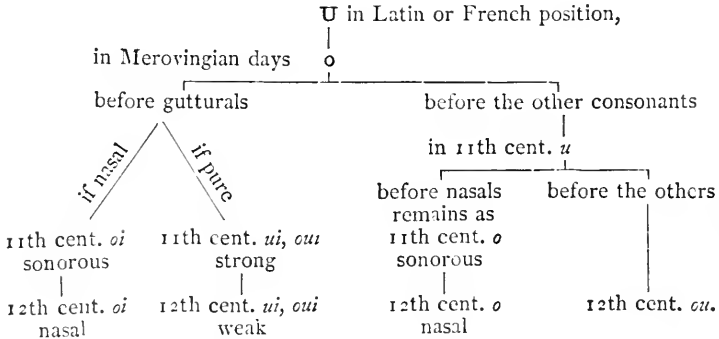 U in Latin or French position,
in Merovingian days o
before gutturals
before the other consonants
in 11th cent. u
if nasal
if pure
before nasals
remains as
11th cent. o
sonorous
before the others
11th cent. oi
sonorous
11th cent. ui, oui
strong
12th cent. oi
nasal
12th cent. ui, oui
weak
12th cent. o
nasal
12th cent. ou.